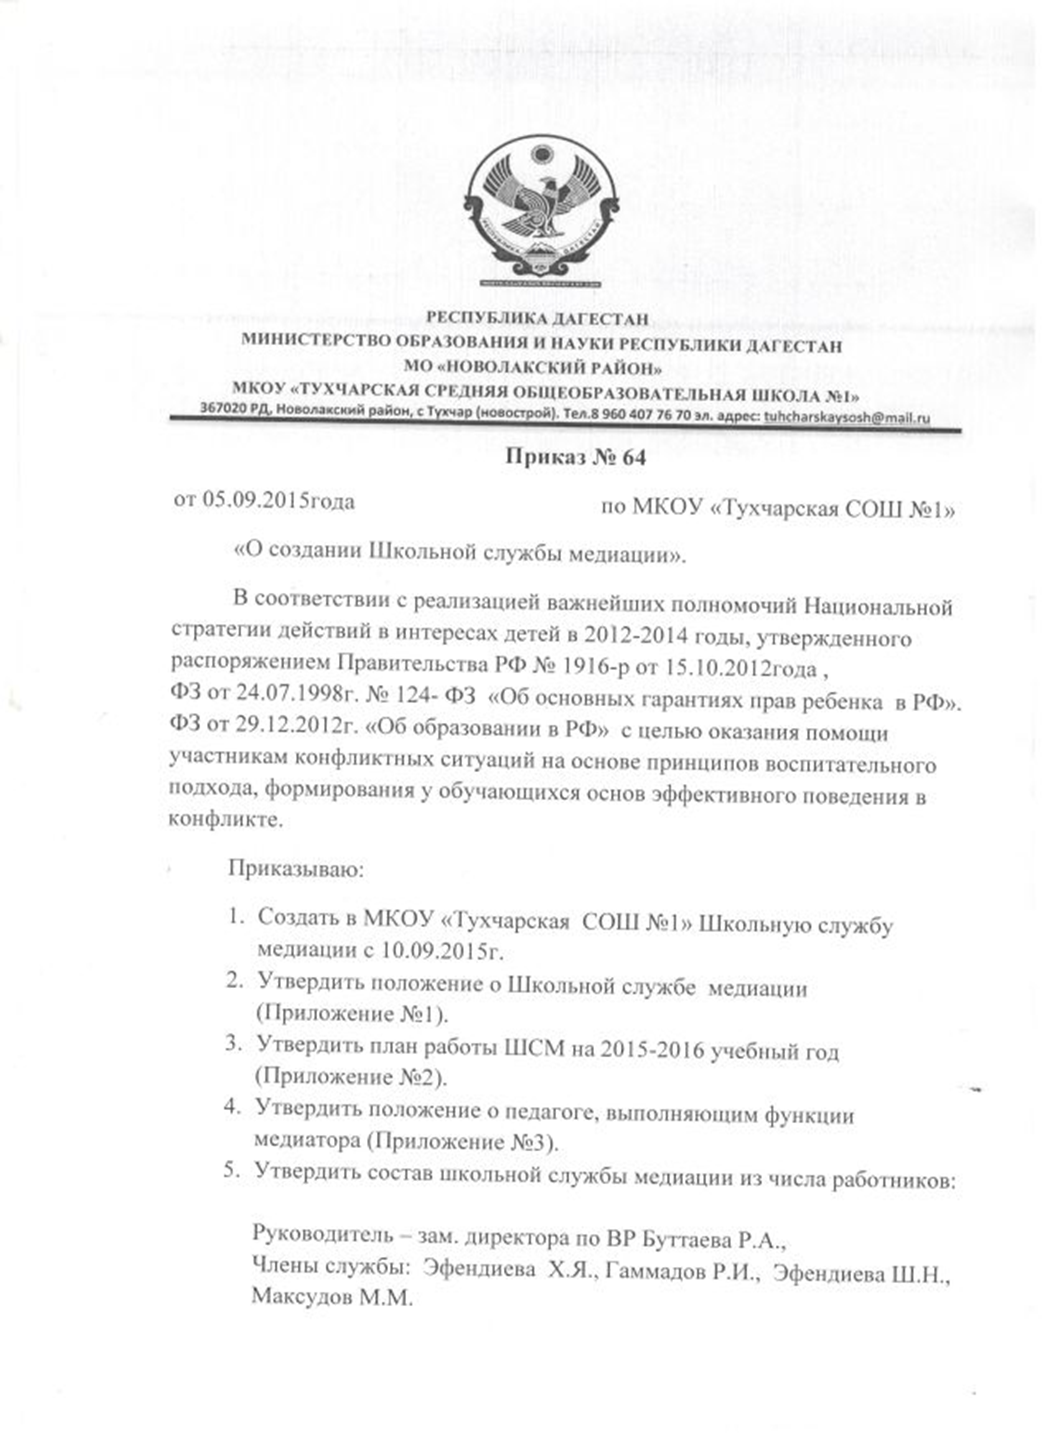 РЕСПУБЛИКА ДАГЕСТАН
РЕСПУБЛИКА ДАГЕСТАН
МИНИСТЕРСТВО ОБРАЗОВАНИЯ И НАУКИ РЕСПУБЛИКИ ДАГЕСТАН
МО «НОВОЛАКСКИЙ РАЙОН»
МКОУ «ТУХЧАРСКАЯ СРЕДНЯЯ ОБЩЕОБРАЗОВАТЕЛЬНАЯ ШКОЛА №1»
367020 РД, Новолакский район, с Тухчар (новострой). Тел.8 960 407 76 70 эл. адрес: tuhcharskaysosh@mail.ru
Приказ № 64
от 05.09.2015года по МКОУ «Тухчарская СОШ №1»
«О создании Школьной службы медиации».
В соответствии с реализацией важнейших полномочий Национальной
стратегии действий в интересах детей в 2012-2014 годы, утвержденного
распоряжением Правительства РФ № 1916-р от 15.10.2012года ,
ФЗ от 24.07.1998г. № 124- ФЗ «Об основных гарантиях прав ребенка в РФ».
ФЗ от 29.12.2012г. «Об образовании в РФ» с целью оказания помощи
участникам конфликтных ситуаций на основе принципов воспитательного
подхода, формирования у обучающихся основ эффективного поведения в
конфликте.
Приказываю:
1. Создать в МКОУ «Тухчарская СОШ №1» Школьную службу
медиации с 10.09.2015г.
2. Утвердить положение о Школьной службе медиации
(Приложение №1).
3. Утвердить план работы ШСМ на 2015-2016 учебный год
(Приложение №2).
4. Утвердить положение о педагоге, выполняющим функции
медиатора (Приложение №3).
5. Утвердить состав школьной службы медиации из числа работников:
Руководитель – зам. директора по ВР Буттаева Р.А.,
Члены службы: Эфендиева Х.Я., Гаммадов Р.И., Эфендиева Ш.Н.,
Максудов М.М.